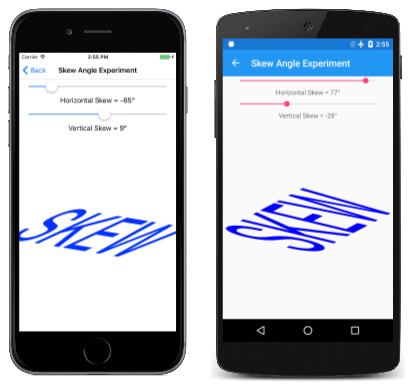 Carrier 2:55 PM
Back Skew Angle Experiment
Horizontal Skew = -65°
Vertical Skew = 9°
SKEW
2:55
Skew Angle Experiment
Horizontal Skew = 77°
Vertical Skew = -28°
SKEW